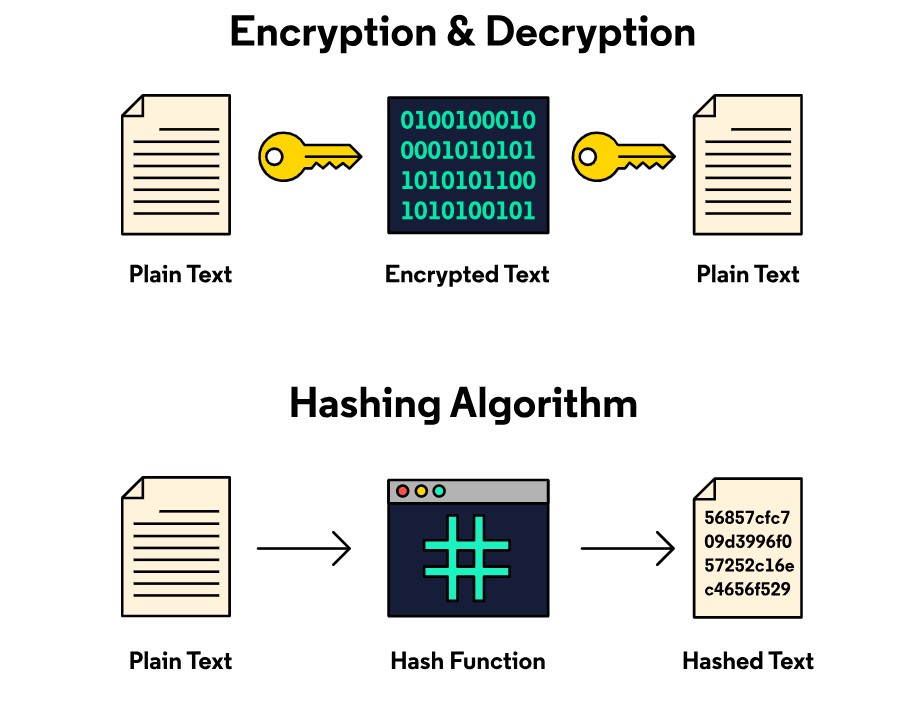 Encryption & Decryption
0100100010
0001010101
1010101100
1010100101
Plain Text
Encrypted Text
Plain Text
Hashing Algorithm
56857cfc7
09d3996f0
57252c16e
c4656f529
Plain Text
Hash Function
Hashed Text